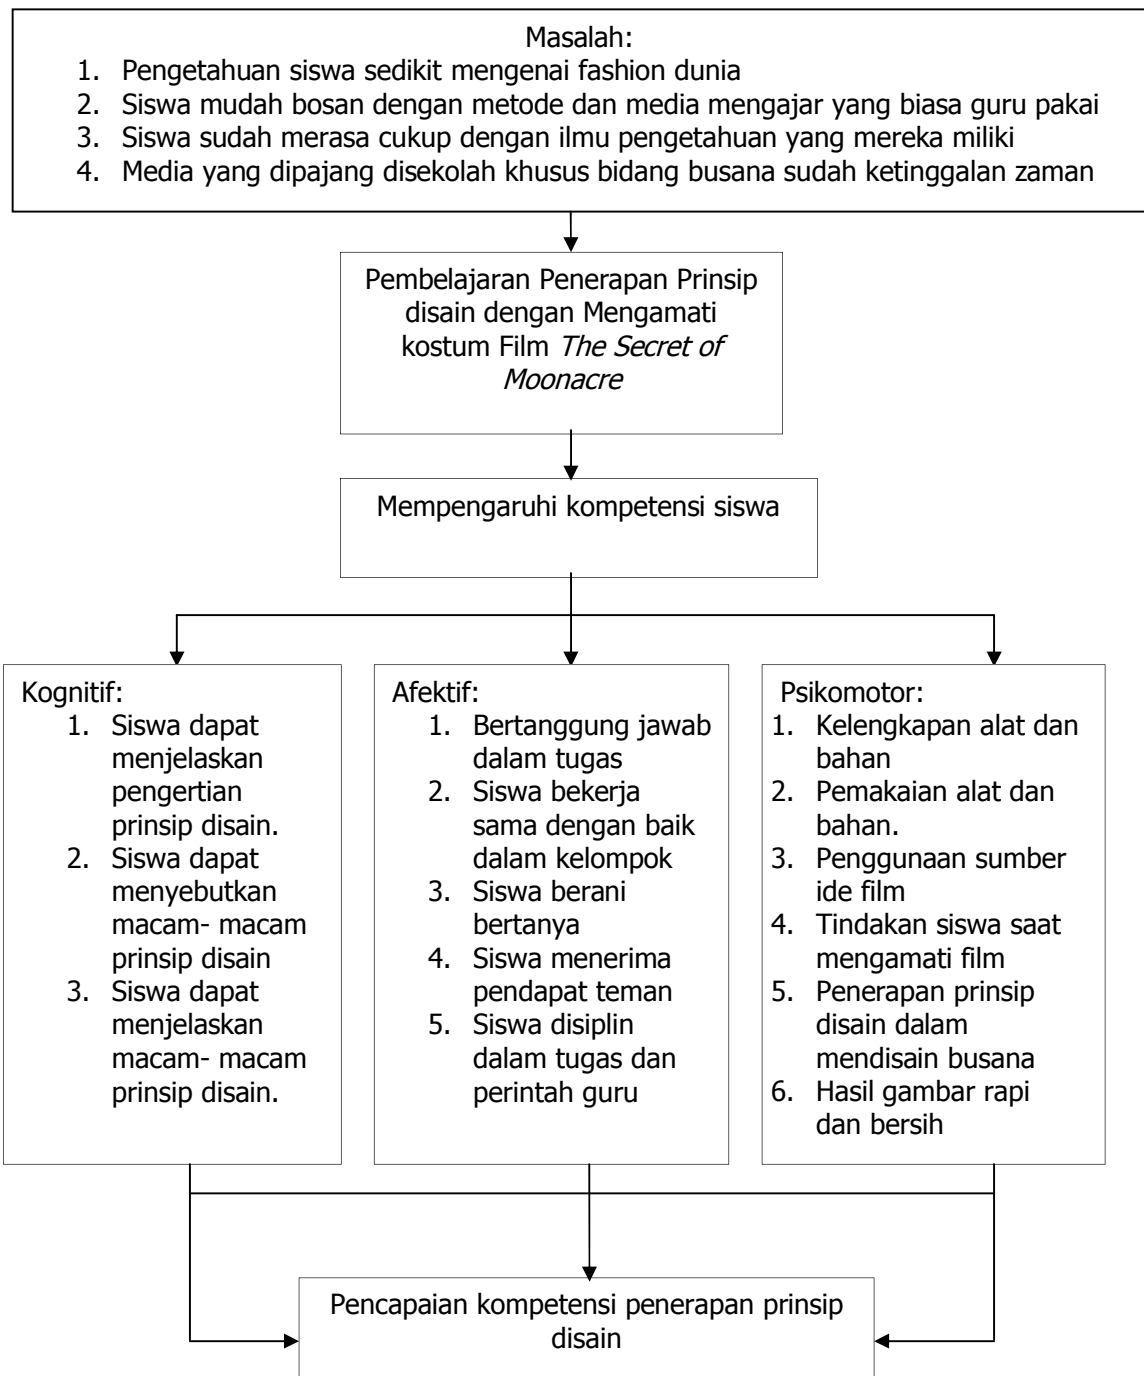 Masalah:
1. Pengetahuan siswa sedikit mengenai fashion dunia
2. Siswa mudah bosan dengan metode dan media mengajar yang biasa guru pakai
3. Siswa sudah merasa cukup dengan ilmu pengetahuan yang mereka miliki
4. Media yang dipajang disekolah khusus bidang busana sudah ketinggalan zaman
Pembelajaran Penerapan Prinsip
disain dengan Mengamati
kostum Film The Secret of
Moonacre
Mempengaruhi kompetensi siswa
Kognitif:
1. Siswa dapat
menjelaskan
pengertian
prinsip disain.
2. Siswa dapat
menyebutkan
macam- macam
prinsip disain
3. Siswa dapat
menjelaskan
macam- macam
prinsip disain.
Afektif:
1. Bertanggung jawab
dalam tugas
2. Siswa bekerja
sama dengan baik
dalam kelompok
3. Siswa berani
bertanya
4. Siswa menerima
pendapat teman
5. Siswa disiplin
dalam tugas dan
perintah guru
Psikomotor:
1. Kelengkapan alat dan
bahan
2. Pemakaian alat dan
bahan.
3. Penggunaan sumber
ide film
4. Tindakan siswa saat
mengamati film
5. Penerapan prinsip
disain dalam
mendisain busana
6. Hasil gambar rapi
dan bersih
Pencapaian kompetensi penerapan prinsip
disain